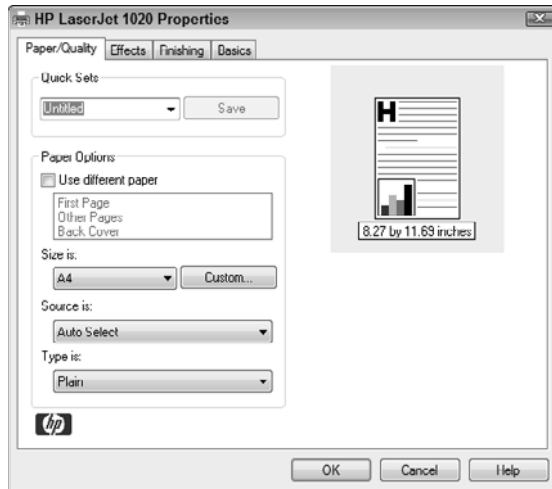 HP LaserJet 1020 Properties
Paper/Quality Effects Finishing Basics
Quick Sets
Untitled Save
Paper Options
Use different paper
First Page
Other Pages
Back Cover
Size is:
A4 Custom...
Source is:
Auto Select
Type is:
Plain
H
8.27 by 11.69 inches
hp
OK Cancel Help